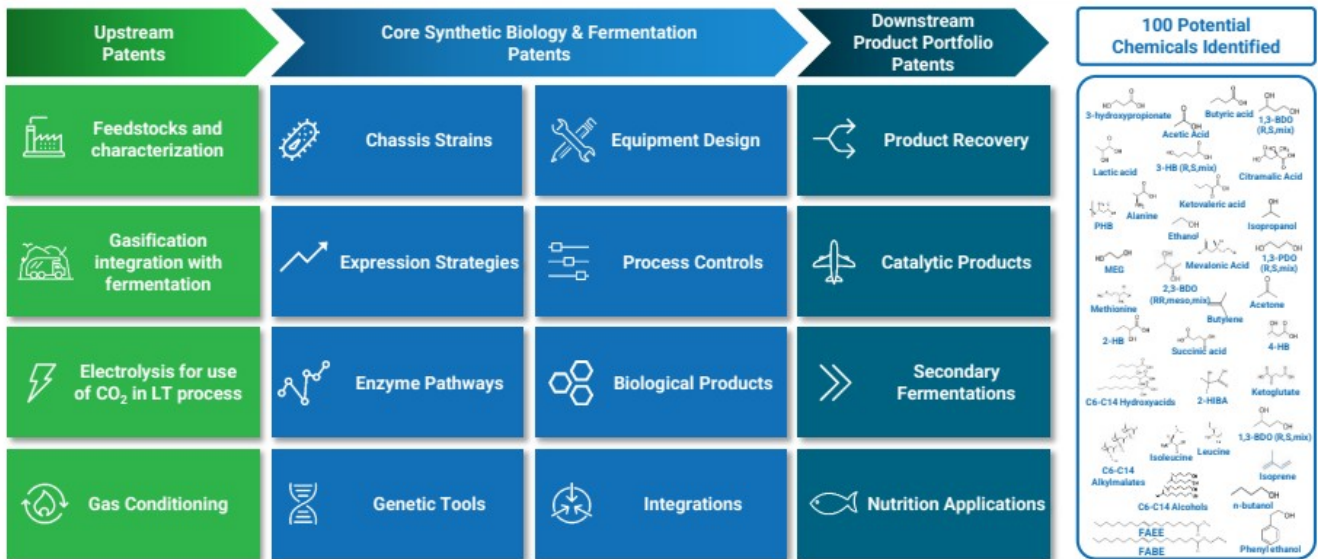 Upstream
Patents
Core Synthetic Biology & Fermentation
Patents
Downstream
Product Portfolio
Patents
100 Potential
Chemicals Identified
Feedstocks and
characterization
Chassis Strains
Equipment Design
Product Recovery
Gasification
integration with
fermentation
Expression Strategies
Process Controls
Catalytic Products
Electrolysis for use
of CO2 in LT process
Enzyme Pathways
Biological Products
Secondary
Fermentations
Gas Conditioning
Genetic Tools
Integrations
Nutrition Applications
3-hydroxypropionate
Acetic Acid
Butyric acid
1,3-BDO
(R,S,mix)
Lactic acid
3-HB (R,S,mix)
Citramalic Acid
PHB
Alanine
Ketovaleric acid
Ethanol
Isopropanol
MEG
2,3-BDO
(RR,meso,mix)
Mevalonic Acid
1,3-PDO
(R,S,mix)
Methionine
Butylene
Acetone
2-HB
Succinic acid
4-HB
C6-C14 Hydroxyacids
2-HIBA
Ketoglutate
1,3-BDO (R,S,mix)
C6-C14
Alkylmalates
Isoleucine
Leucine
Isoprene
C6-C14 Alcohols
n-butanol
FAEE
FABE
Phenyl ethanol